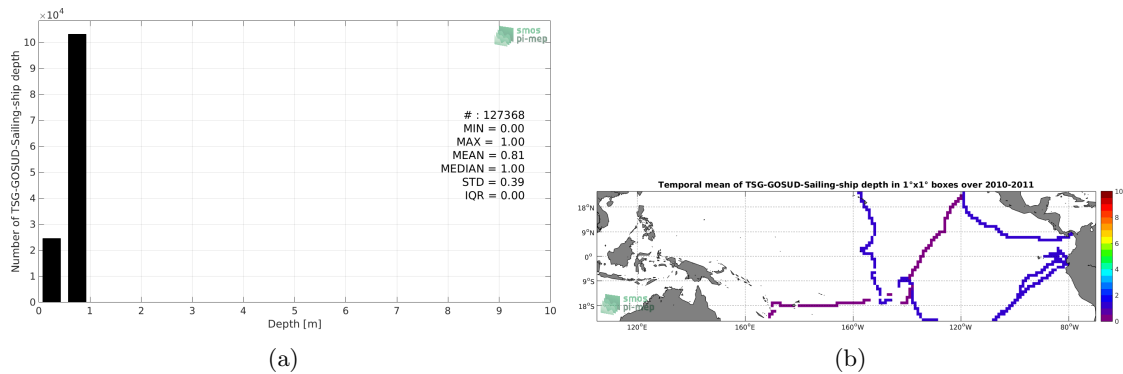 ×10⁴
10
9
8
7
6
5
4
3
2
1
0
Number of TSG-GOSUD-Sailing-ship depth
0 1 2 3 4 5 6 7 8 9 10
Depth [m]
smos
pi-mep
# : 127368
MIN = 0.00
MAX = 1.00
MEAN = 0.81
MEDIAN = 1.00
STD = 0.39
IQR = 0.00
(a)
Temporal mean of TSG-GOSUD-Sailing-ship depth in 1°x1° boxes over 2010-2011
18°N
9°N
0°
9°S
18°S
120°E 160°E 160°W 120°W 80°W
smos
pi-mep
10
8
6
4
2
0
(b)